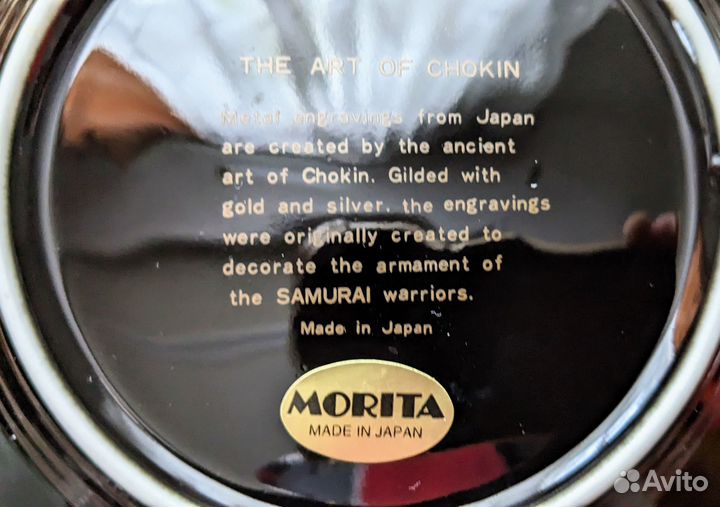 THE ART OF CHOKIN
Metal engravings from Japan
are created by the ancient
art of Chokin. Gilded with
gold and silver. the engravings
were originally created to
decorate the armament of
the SAMURAI warriors.
Made in Japan
MORITA
MADE IN JAPAN
Avito